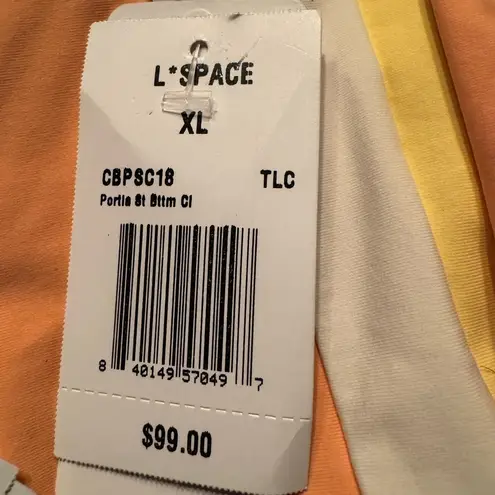 L*SPACE
XL
CBPSC18 TLC
Portia St Bttm Cl
8 40149 57049 7
$99.00